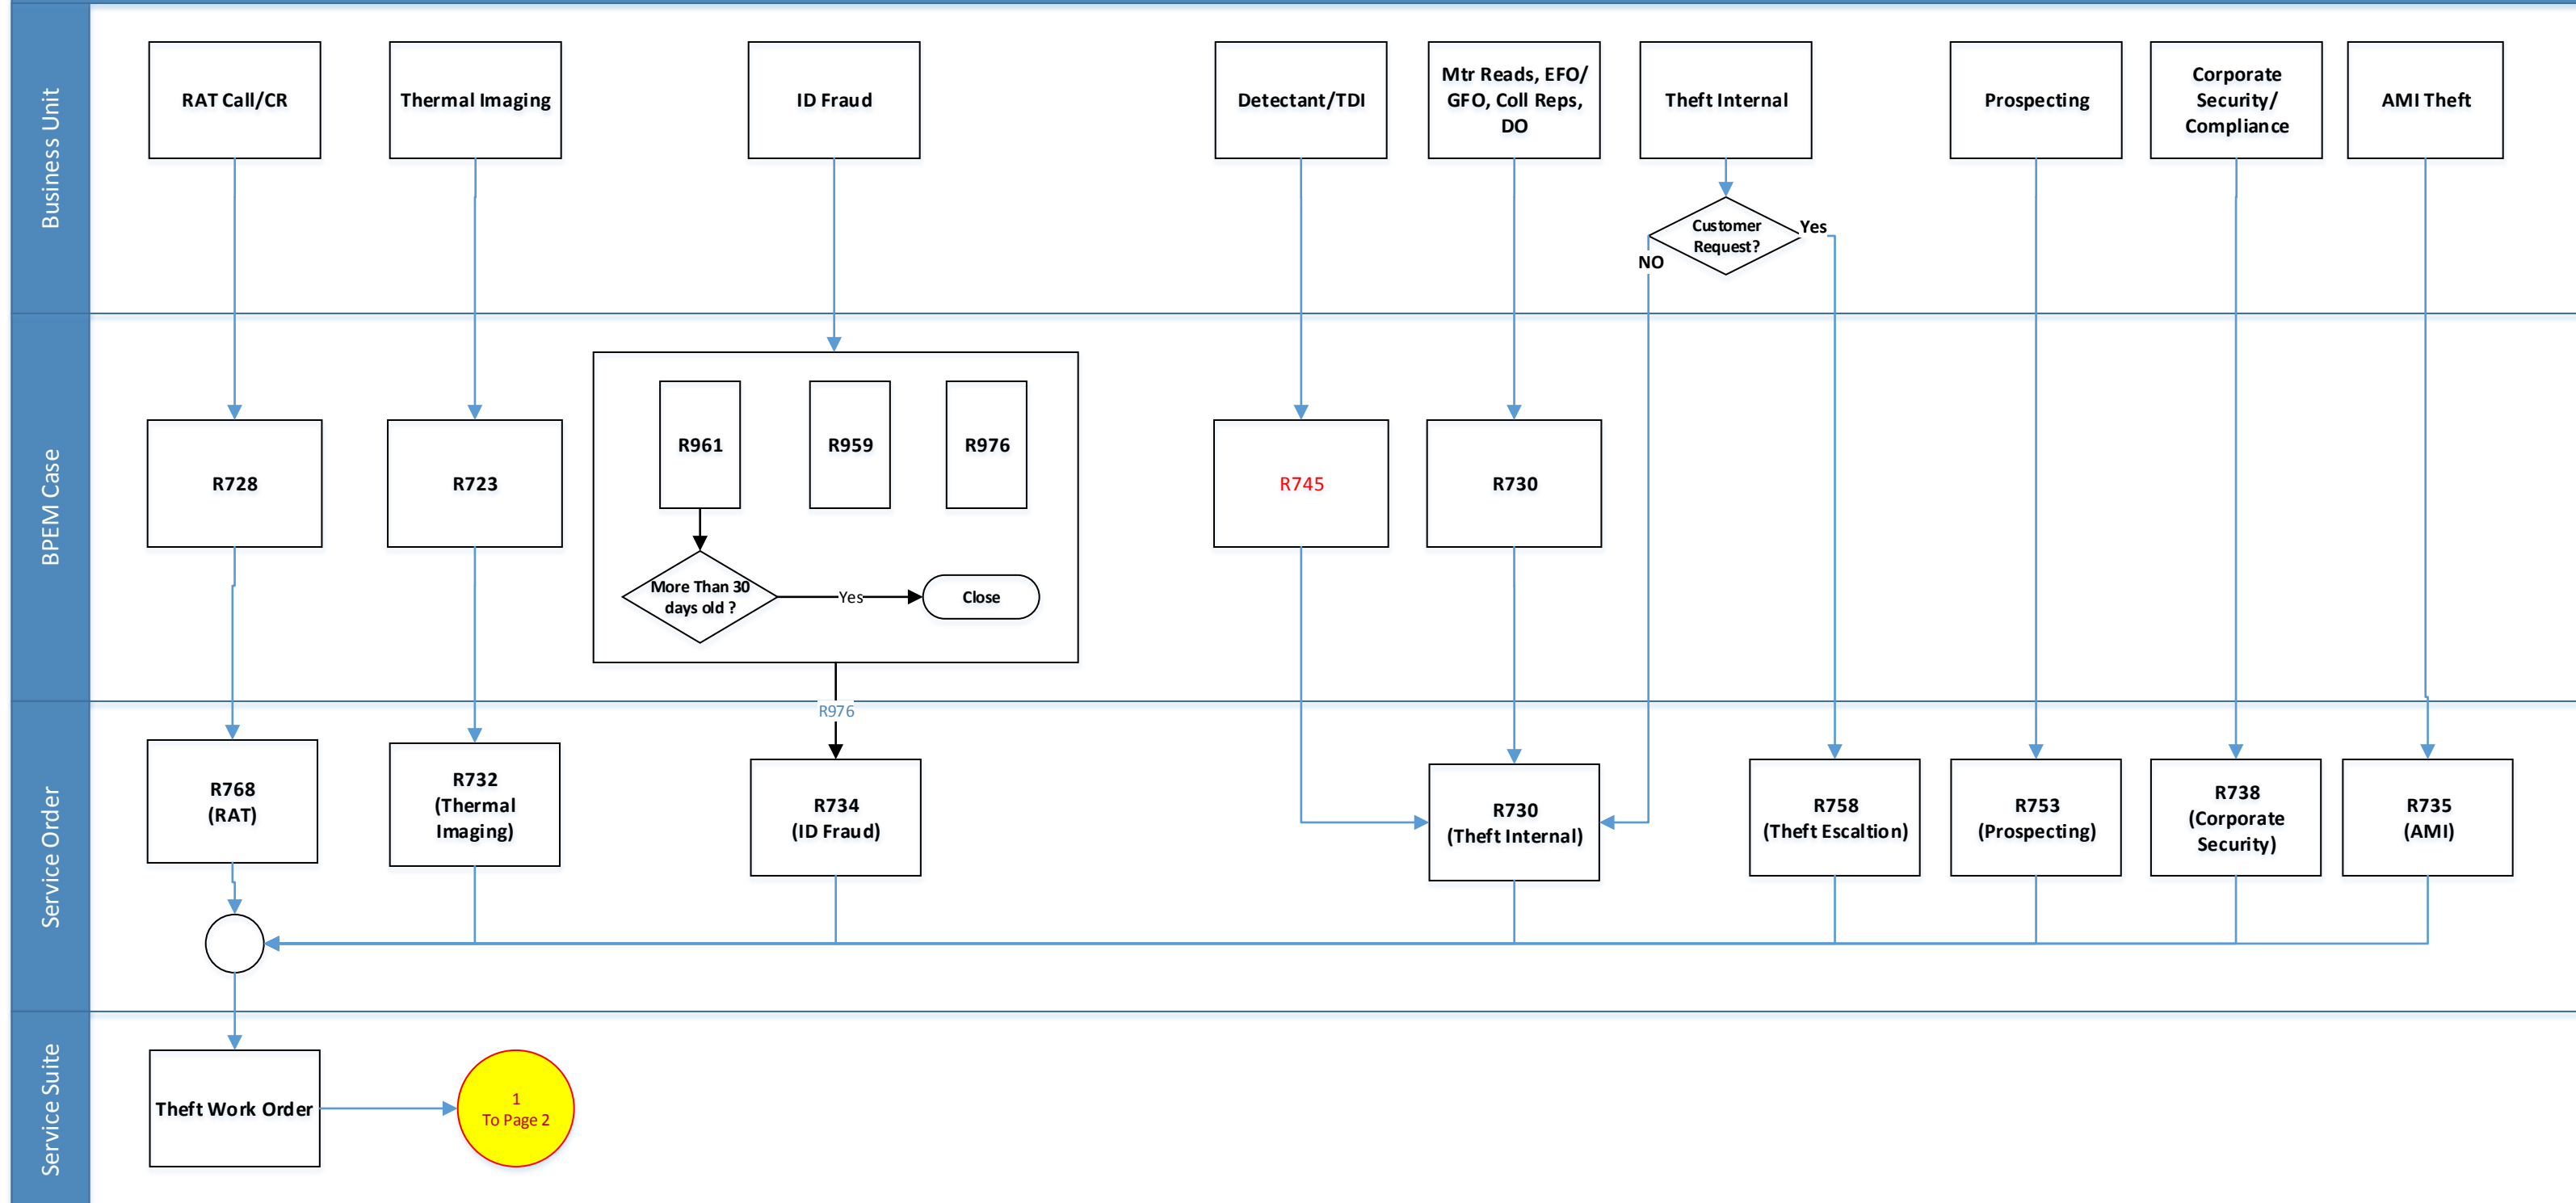 Business Unit
RAT Call/CR
Thermal Imaging
ID Fraud
Detectant/TDI
Mtr Reads, EFO/
GFO, Coll Reps,
DO
Theft Internal
Prospecting
Corporate
Security/
Compliance
AMI Theft
Customer
Request?
Yes
NO
BPEM Case
R728
R723
R961
R959
R976
More Than 30
days old ?
Yes
Close
R745
R730
R976
Service Order
R768
(RAT)
R732
(Thermal
Imaging)
R734
(ID Fraud)
R730
(Theft Internal)
R758
(Theft Escaltion)
R753
(Prospecting)
R738
(Corporate
Security)
R735
(AMI)
Service Suite
Theft Work Order
1
To Page 2